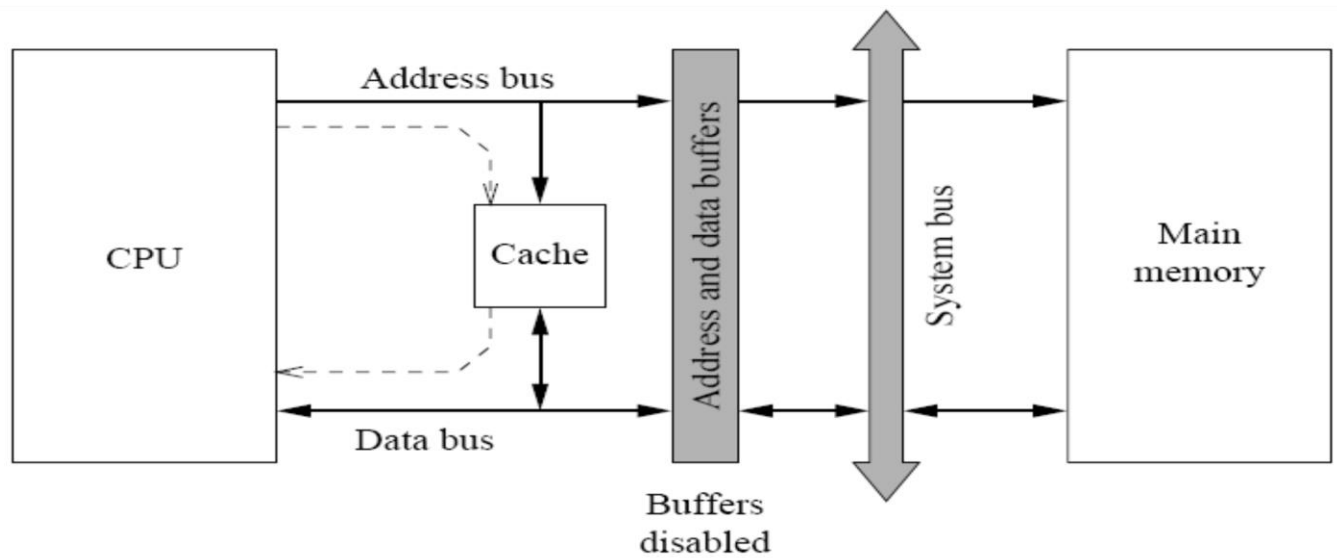 Address bus
CPU
Cache
Address and data buffers
System bus
Main
memory
Data bus
Buffers
disabled